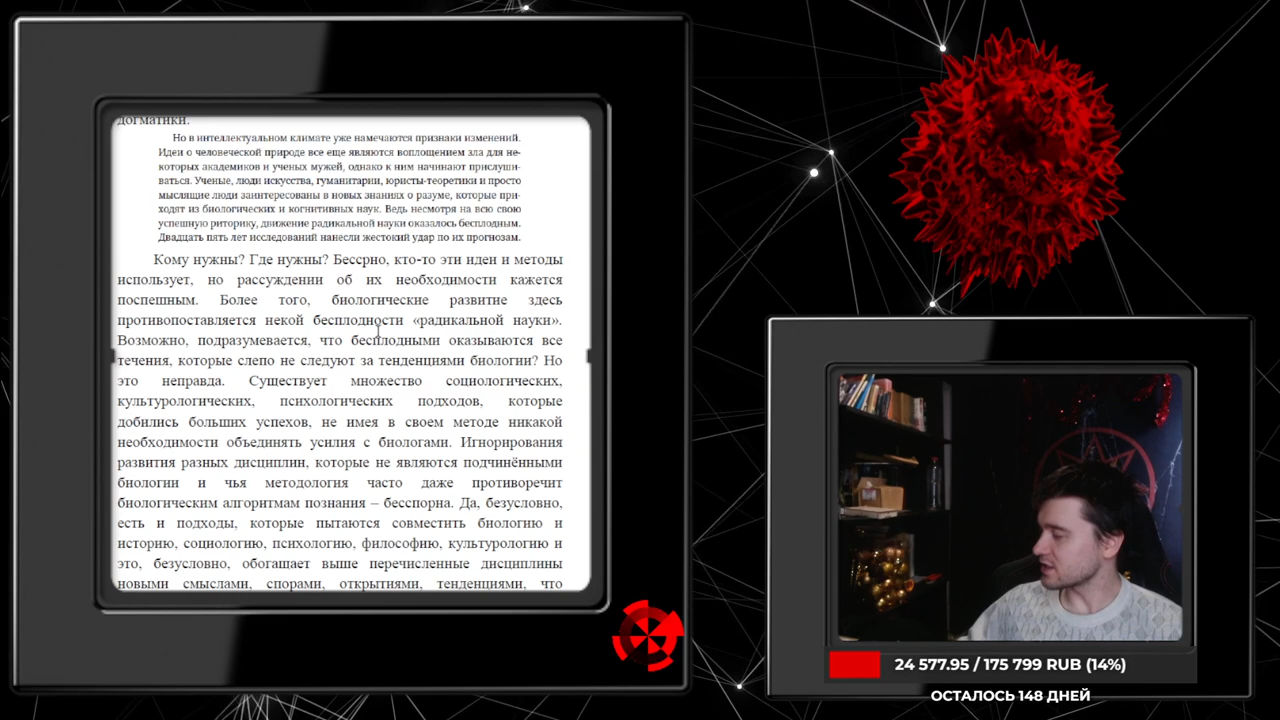 догматики.
Но в интеллектуальном климате уже намечаются признаки изменений.
Идеи о человеческой природе все еще являются воплощением зла для не-
которых академиков и ученых мужей, однако к ним начинают прислуши-
ваться. Ученые, люди искусства, гуманитарии, юристы-теоретики и просто
мыслящие люди заинтересованы в новых знаниях о разуме, которые при-
ходят из биологических и когнитивных наук. Ведь несмотря на всю свою
успешную риторику, движение радикальной науки оказалось бесплодным.
Двадцать пять лет исследований нанесли жестокий удар по их прогнозам.
Кому нужны? Где нужны? Бессрно, кто-то эти идеи и методы
использует, но рассуждении об их необходимости кажется
поспешным. Более того, биологические развитие здесь
противопоставляется некой бесплодности «радикальной науки».
Возможно, подразумевается, что бесплодными оказываются все
течения, которые слепо не следуют за тенденциями биологии? Но
это неправда. Существует множество социологических,
культурологических, психологических подходов, которые
добились больших успехов, не имея в своем методе никакой
необходимости объединять усилия с биологами. Игнорирования
развития разных дисциплин, которые не являются подчинёнными
биологии и чья методология часто даже противоречит
биологическим алгоритмам познания – бесспорна. Да, безусловно,
есть и подходы, которые пытаются совместить биологию и
историю, социологию, психологию, философию, культурологию и
это, безусловно, обогащает выше перечисленные дисциплины
новыми смыслами, спорами, открытиями, тенденциями, что
24 577.95 / 175 799 RUB (14%)
ОСТАЛОСЬ 148 ДНЕЙ